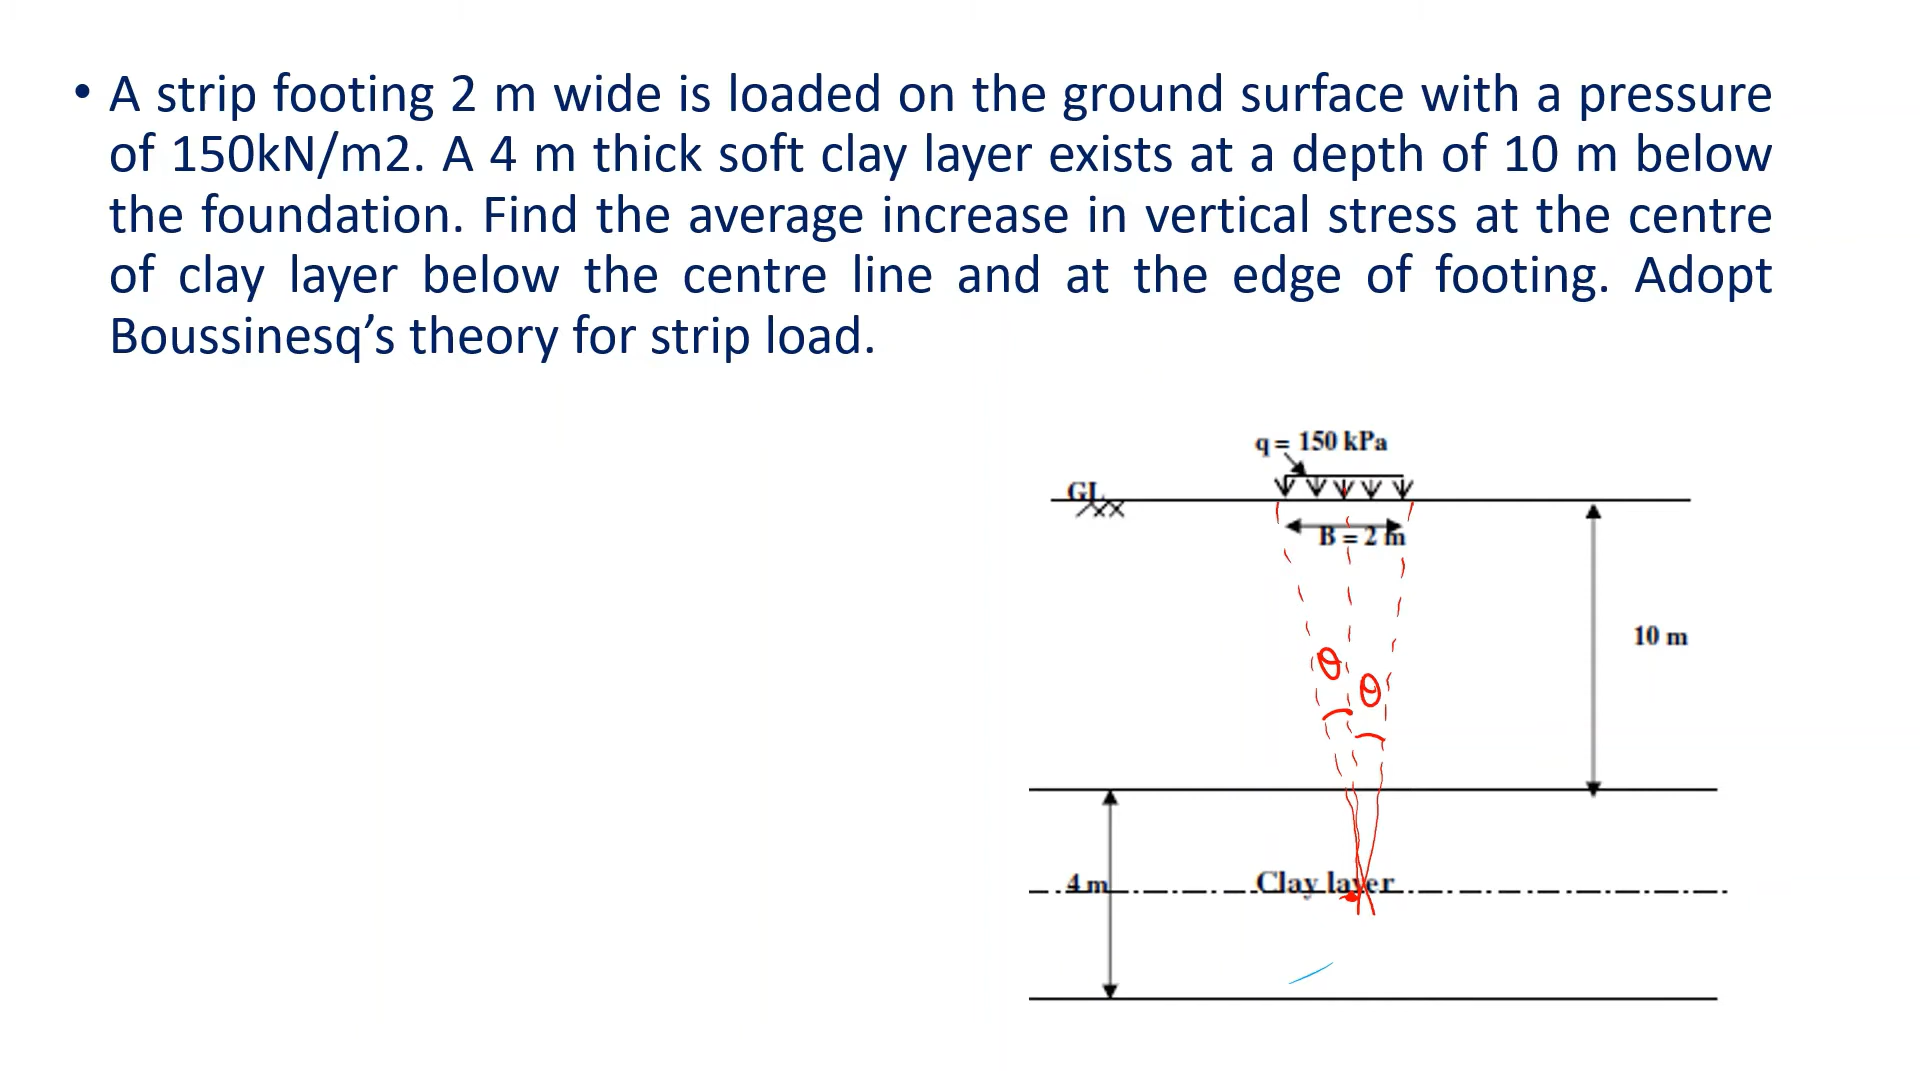 • A strip footing 2 m wide is loaded on the ground surface with a pressure
of 150kN/m2. A 4 m thick soft clay layer exists at a depth of 10 m below
the foundation. Find the average increase in vertical stress at the centre
of clay layer below the centre line and at the edge of footing. Adopt
Boussinesq’s theory for strip load.
q = 150 kPa
GL
B = 2 m
10 m
θ
θ
4 m
Clay layer